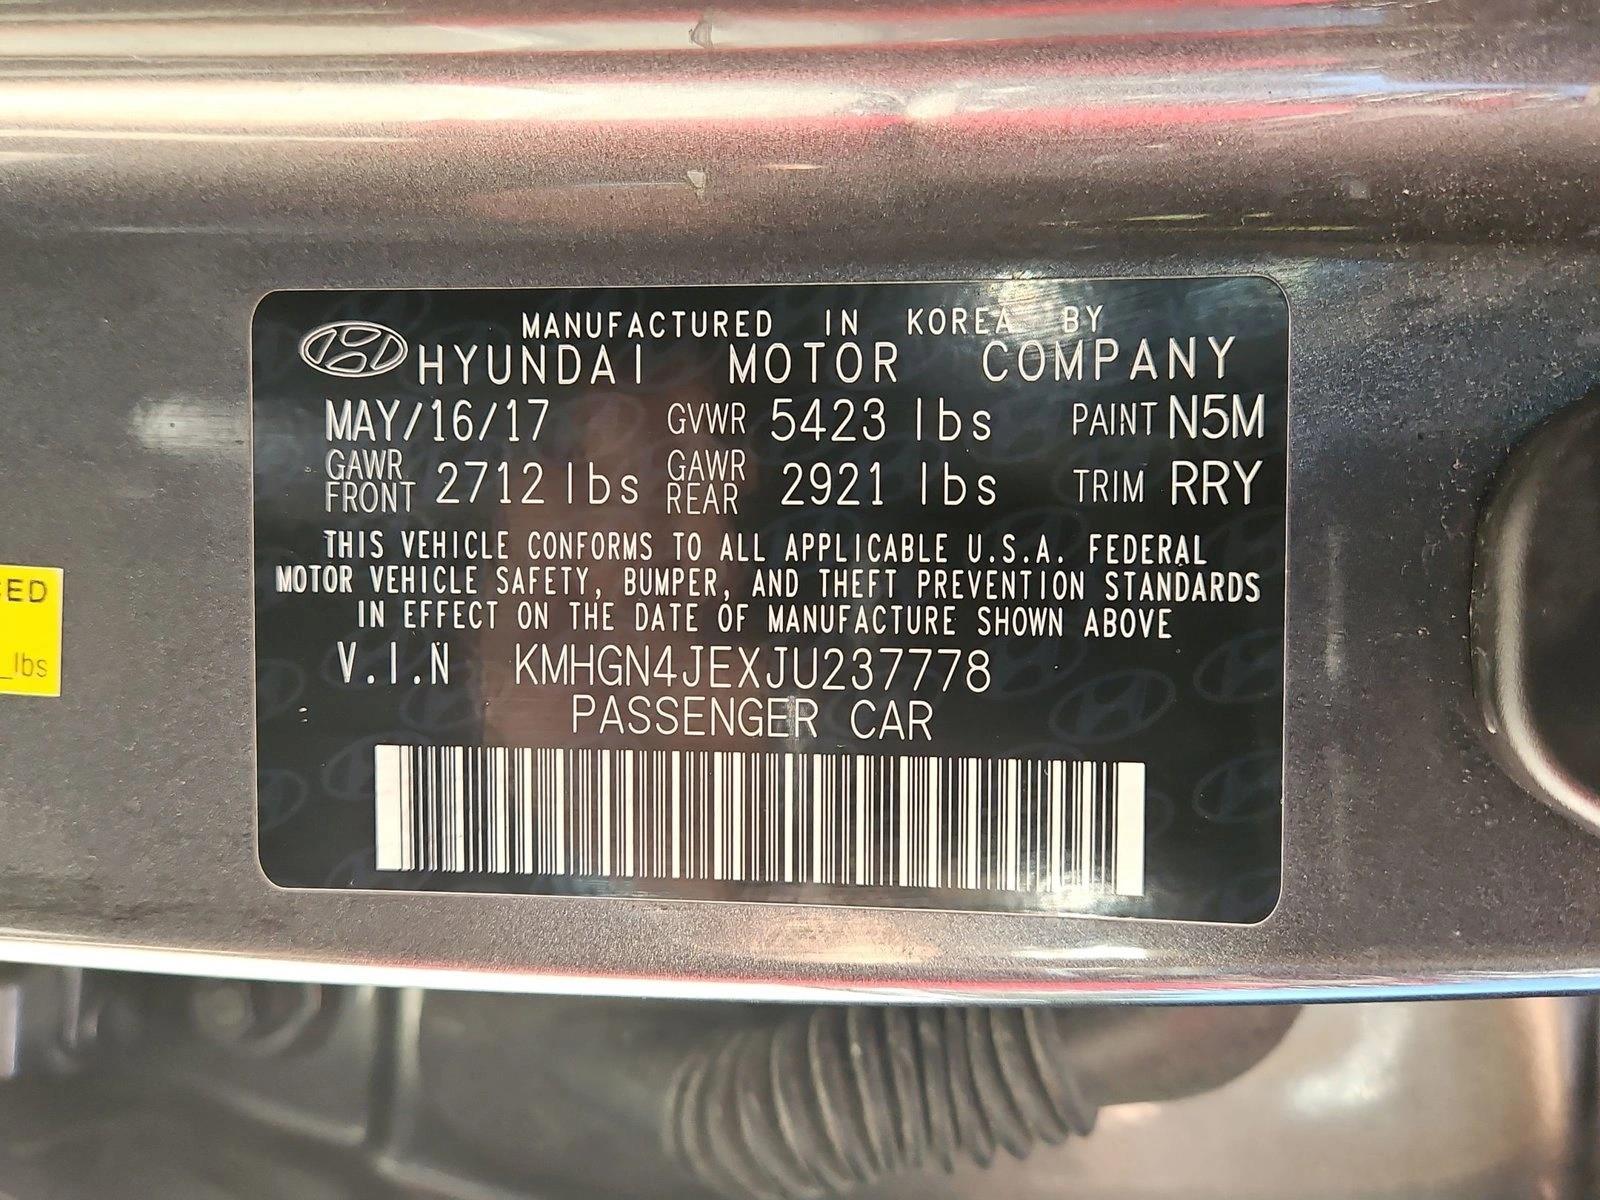 MANUFACTURED IN KOREA BY
HYUNDAI MOTOR COMPANY
MAY/16/17 GVWR 5423 lbs PAINT N5M
GAWR FRONT 2712 lbs GAWR REAR 2921 lbs TRIM RRY
THIS VEHICLE CONFORMS TO ALL APPLICABLE U.S.A. FEDERAL
MOTOR VEHICLE SAFETY, BUMPER, AND THEFT PREVENTION STANDARDS
IN EFFECT ON THE DATE OF MANUFACTURE SHOWN ABOVE
V.I.N KMHGN4JEXJU237778
PASSENGER CAR
lbs